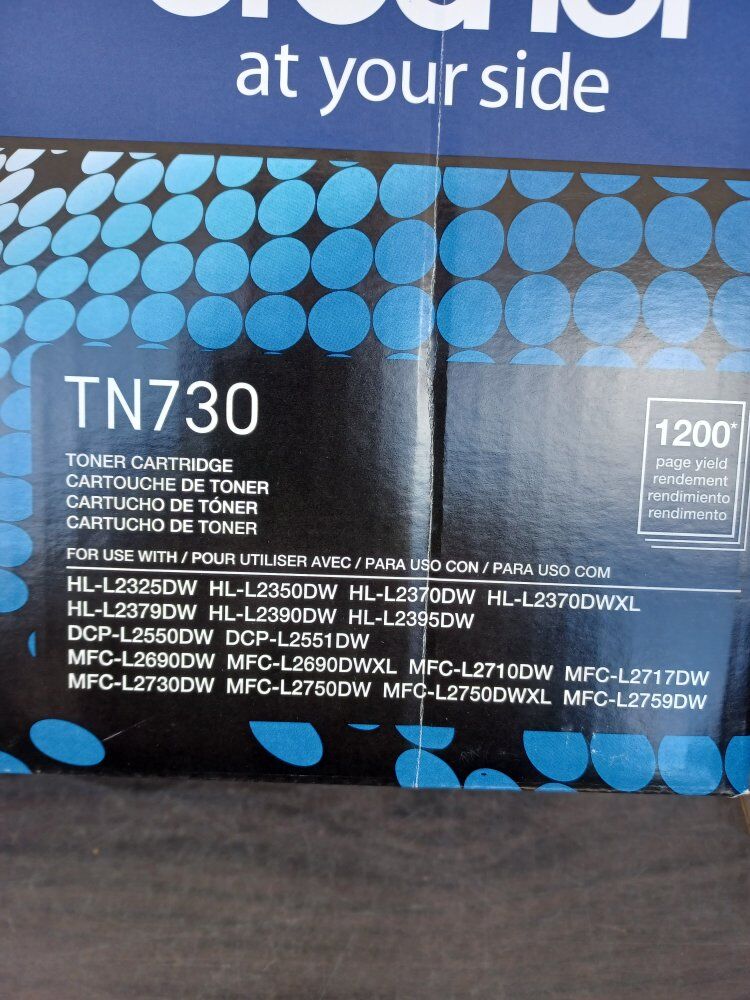 at your side
TN730
1200*
page yield
rendement
rendimiento
rendimento
TONER CARTRIDGE
CARTOUCHE DE TONER
CARTUCHO DE TÓNER
CARTUCHO DE TONER
FOR USE WITH / POUR UTILISER AVEC / PARA USO CON / PARA USO COM
HL-L2325DW HL-L2350DW HL-L2370DW HL-L2370DWXL
HL-L2379DW HL-L2390DW HL-L2395DW
DCP-L2550DW DCP-L2551DW
MFC-L2690DW MFC-L2690DWXL MFC-L2710DW MFC-L2717DW
MFC-L2730DW MFC-L2750DW MFC-L2750DWXL MFC-L2759DW